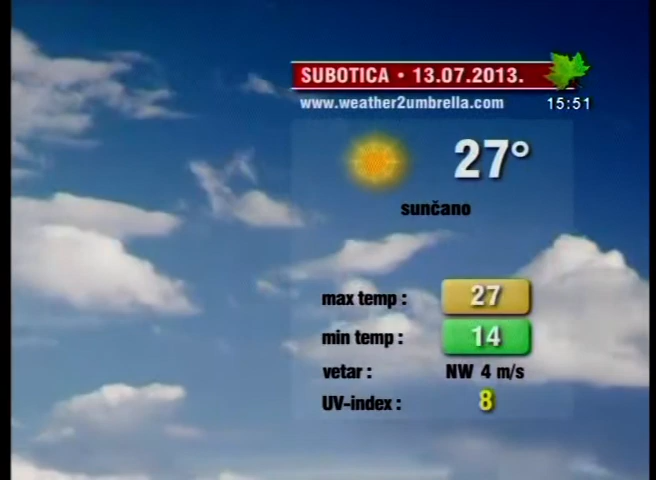 SUBOTICA • 13.07.2013.
www.weather2umbrella.com
15:51
27°
sunčano
max temp : 27
min temp : 14
vetar : NW 4 m/s
UV-index : 8